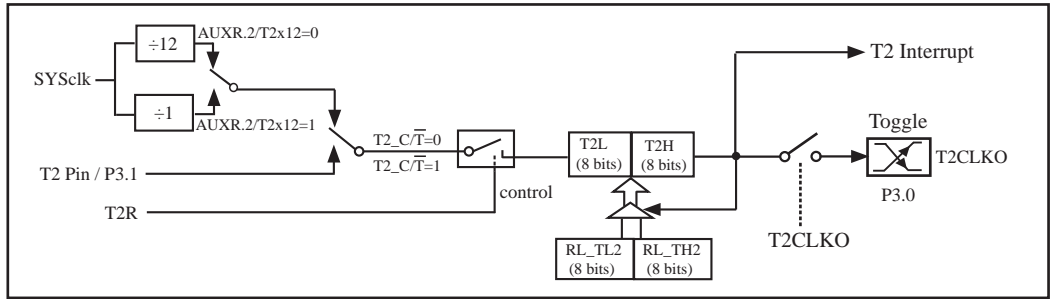 ÷12
AUXR.2/T2x12=0
SYSclk
÷1
AUXR.2/T2x12=1
T2 Pin / P3.1
T2R
T2_C/T̅=0
T2_C/T̅=1
control
T2L
(8 bits)
T2H
(8 bits)
RL_TL2
(8 bits)
RL_TH2
(8 bits)
T2 Interrupt
Toggle
T2CLKO
P3.0
T2CLKO